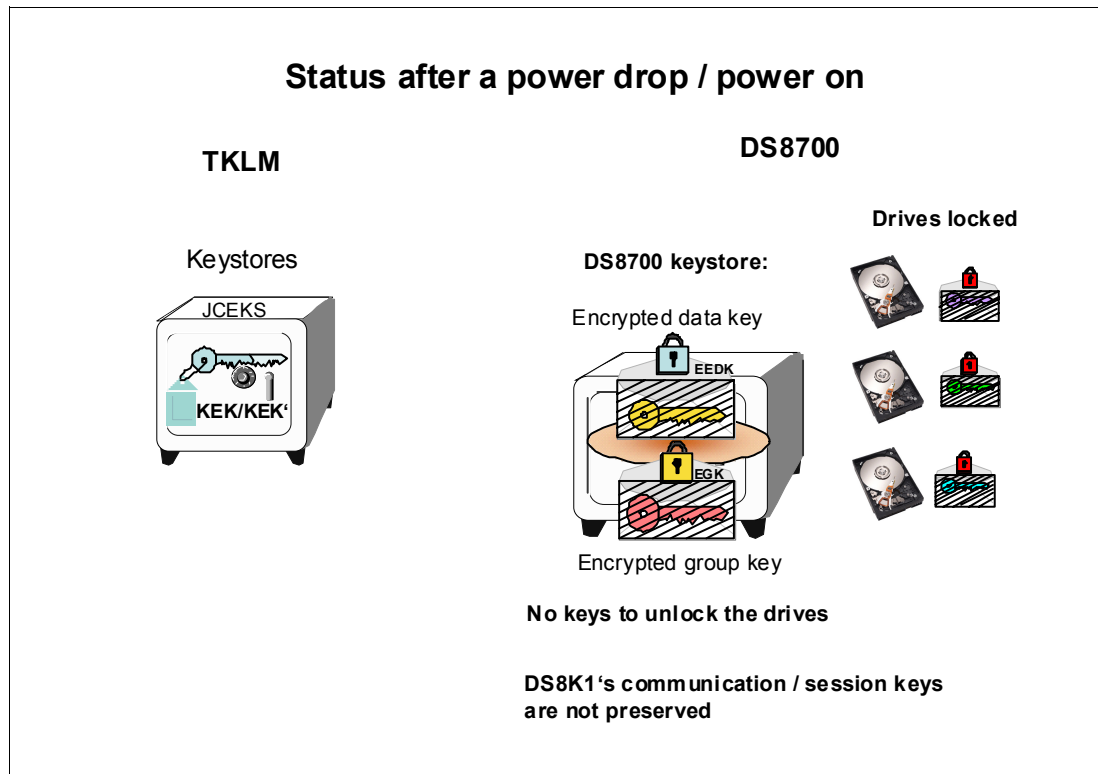 Status after a power drop / power on
TKLM
DS8700
Drives locked
Keystores
DS8700 keystore:
JCEKS
Encrypted data key
EEDK
KEK/KEK‘
EGK
Encrypted group key
No keys to unlock the drives
DS8K1‘s communication / session keys
are not preserved